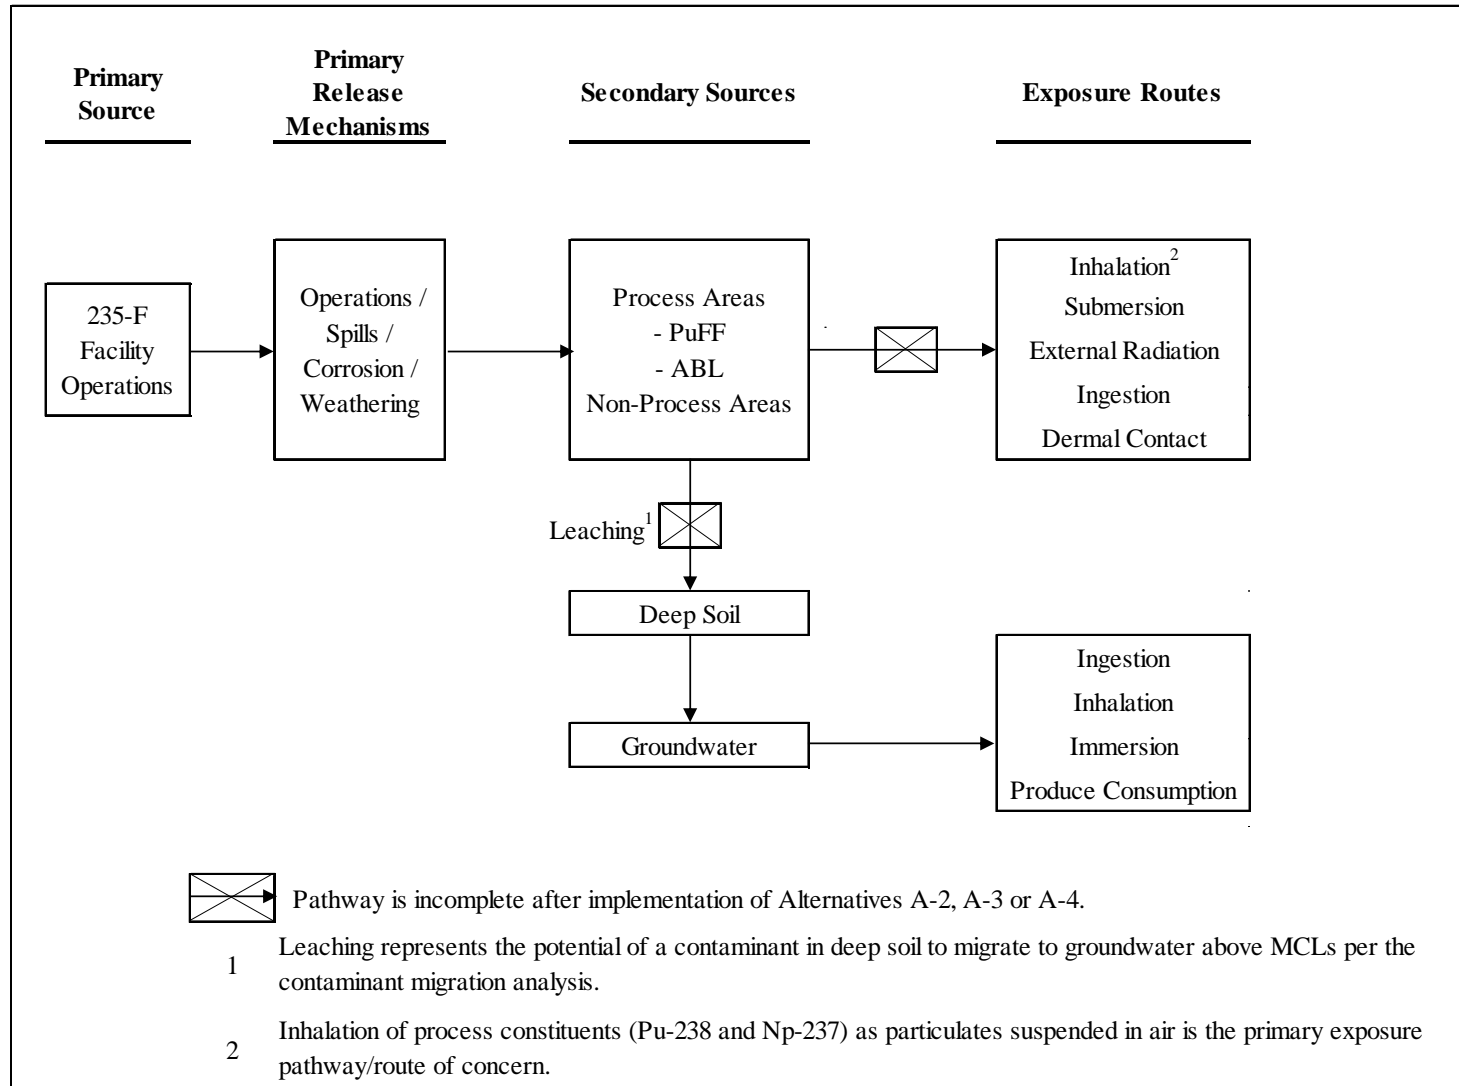 Primary
Source
Primary
Release
Mechanisms
Secondary Sources
Exposure Routes
235-F
Facility
Operations
Operations /
Spills /
Corrosion /
Weathering
Process Areas
- PuFF
- ABL
Non-Process Areas
Inhalation2
Submersion
External Radiation
Ingestion
Dermal Contact
Leaching1
Deep Soil
Groundwater
Ingestion
Inhalation
Immersion
Produce Consumption
Pathway is incomplete after implementation of Alternatives A-2, A-3 or A-4.
1 Leaching represents the potential of a contaminant in deep soil to migrate to groundwater above MCLs per the
contaminant migration analysis.
2 Inhalation of process constituents (Pu-238 and Np-237) as particulates suspended in air is the primary exposure
pathway/route of concern.